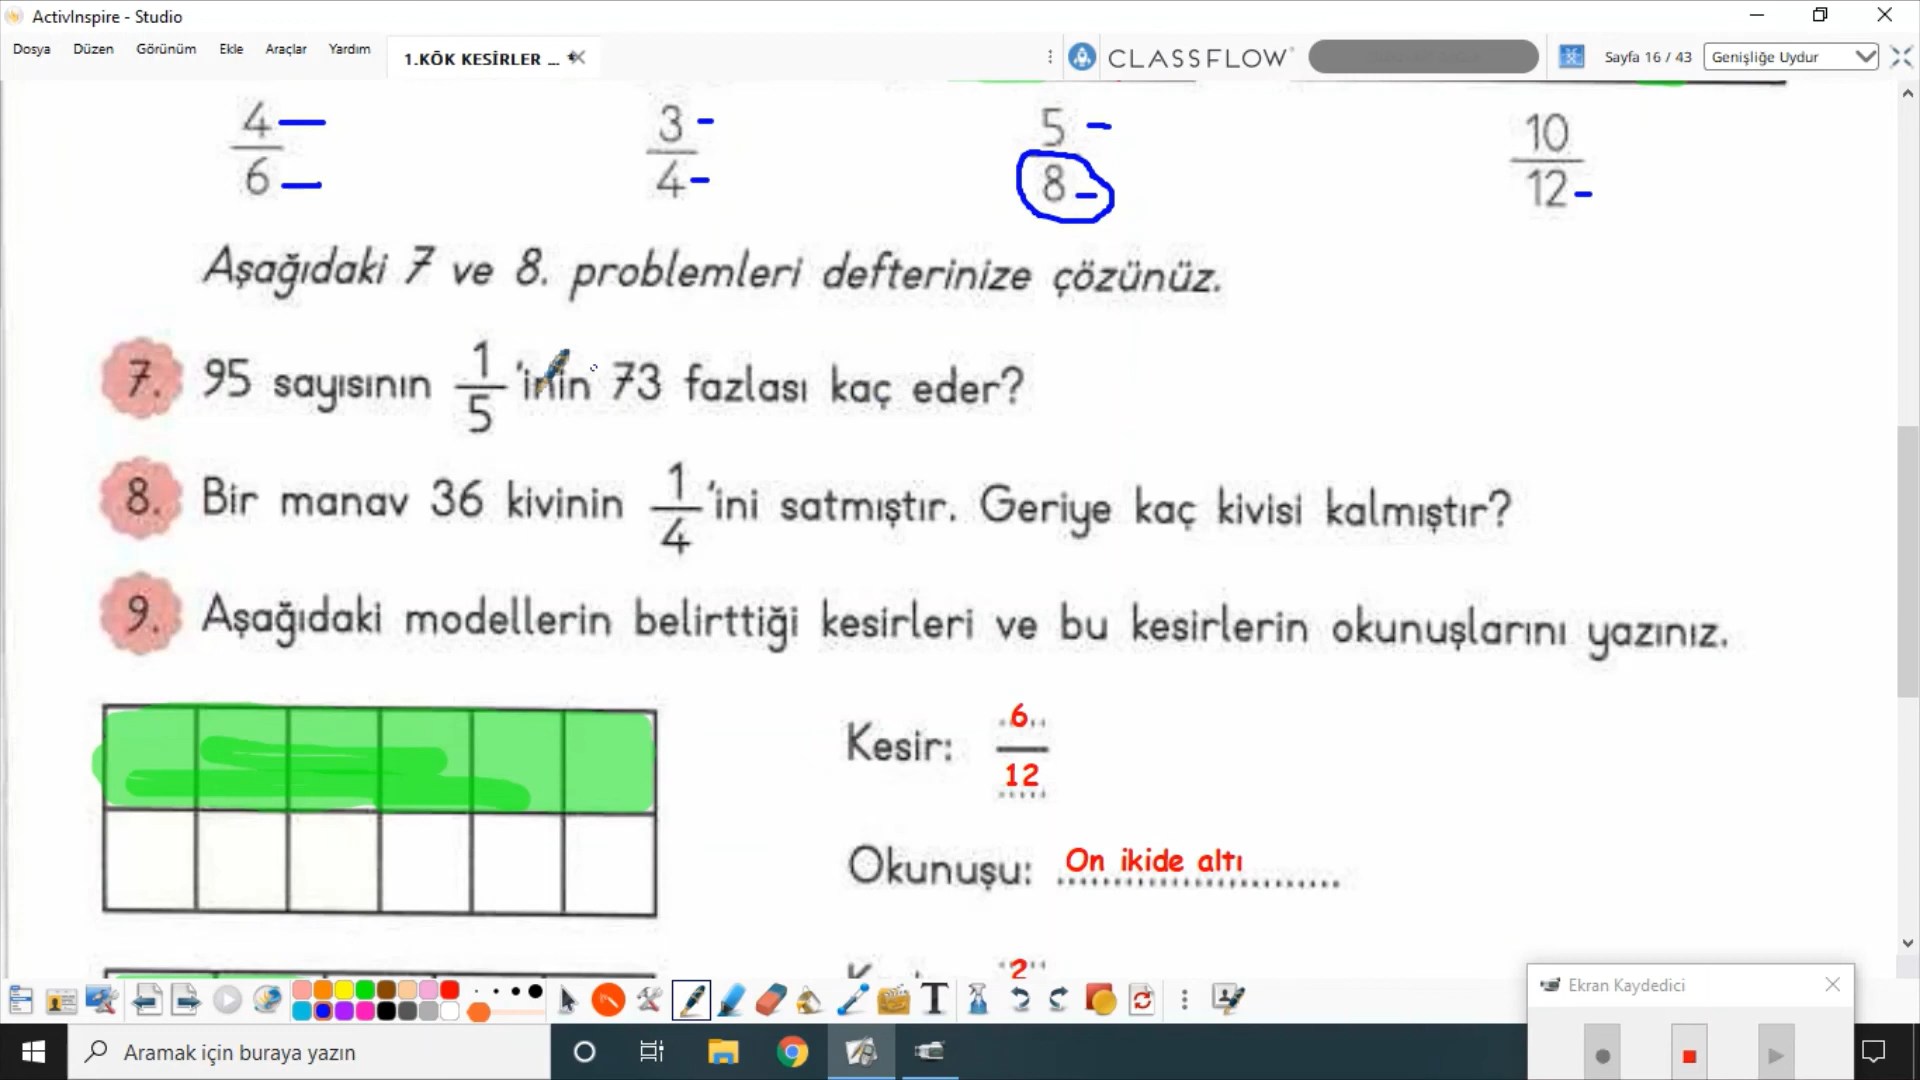 ActivInspire - Studio
Dosya Düzen Görünüm Ekle Araçlar Yardım
1.KÖK KESİRLER ...
CLASSFLOW
Sayfa 16 / 43
Genişliğe Uydur
4 3 5 10
6 4 8 12
Aşağıdaki 7 ve 8. problemleri defterinize çözünüz.
7. 95 sayısının 1/5 'inin 73 fazlası kaç eder?
8. Bir manav 36 kivinin 1/4 'ini satmıştır. Geriye kaç kivisi kalmıştır?
9. Aşağıdaki modellerin belirttiği kesirleri ve bu kesirlerin okunuşlarını yazınız.
Kesir: 6
12
Okunuşu: On ikide altı
2
Ekran Kaydedici
Aramak için buraya yazın